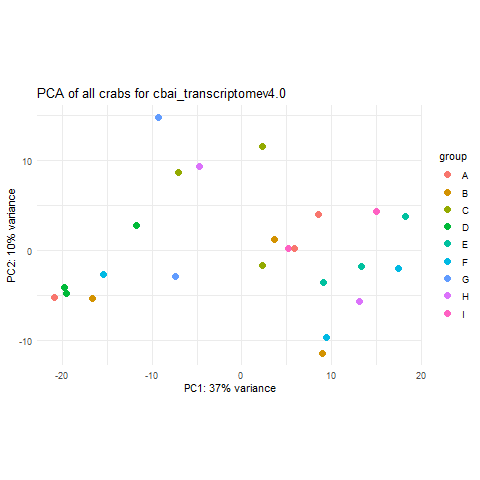 PCA of all crabs for cbai_transcriptomev4.0
PC2: 10% variance
10
0
-10
-20
-10
0
10
20
PC1: 37% variance
group
A
B
C
D
E
F
G
H
I